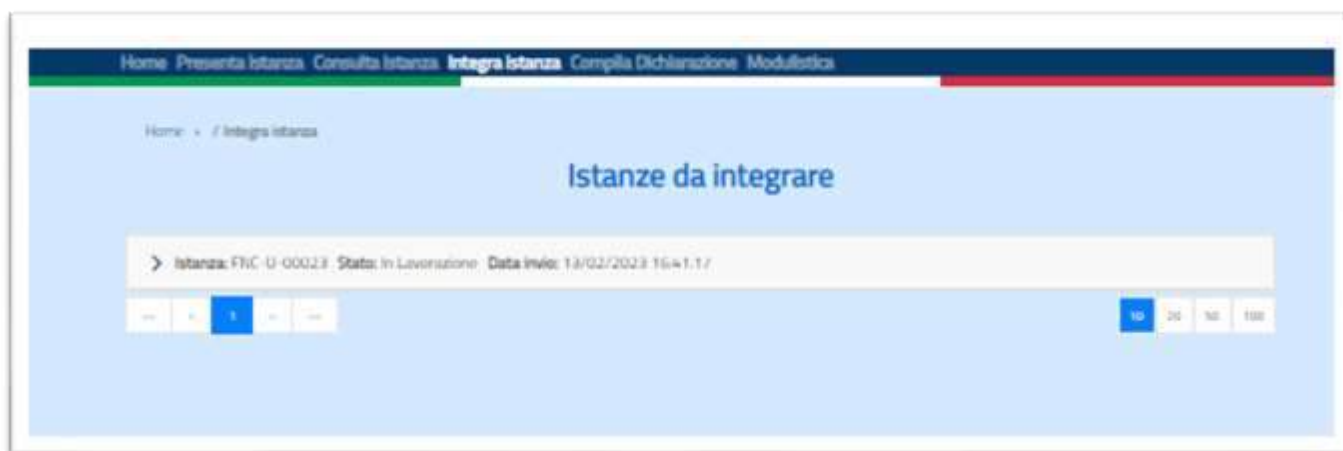 Home Presenta Istanza Consulta Istanza Integra Istanza Compila Dichiarazione Modulistica
Home / Integra istanza
Istanze da integrare
Istanza: FNC-U-00023 Stato: In Lavorazione Data invio: 13/02/2023 16:41:17
1
10 20 50 100